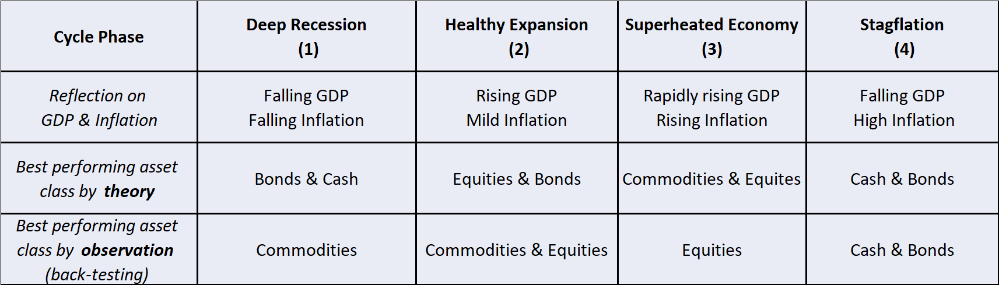 Cycle Phase
Deep Recession
(1)
Healthy Expansion
(2)
Superheated Economy
(3)
Stagflation
(4)
Reflection on
GDP & Inflation
Falling GDP
Falling Inflation
Rising GDP
Mild Inflation
Rapidly rising GDP
Rising Inflation
Falling GDP
High Inflation
Best performing asset
class by theory
Bonds & Cash
Equities & Bonds
Commodities & Equites
Cash & Bonds
Best performing asset
class by observation
(back-testing)
Commodities
Commodities & Equities
Equities
Cash & Bonds